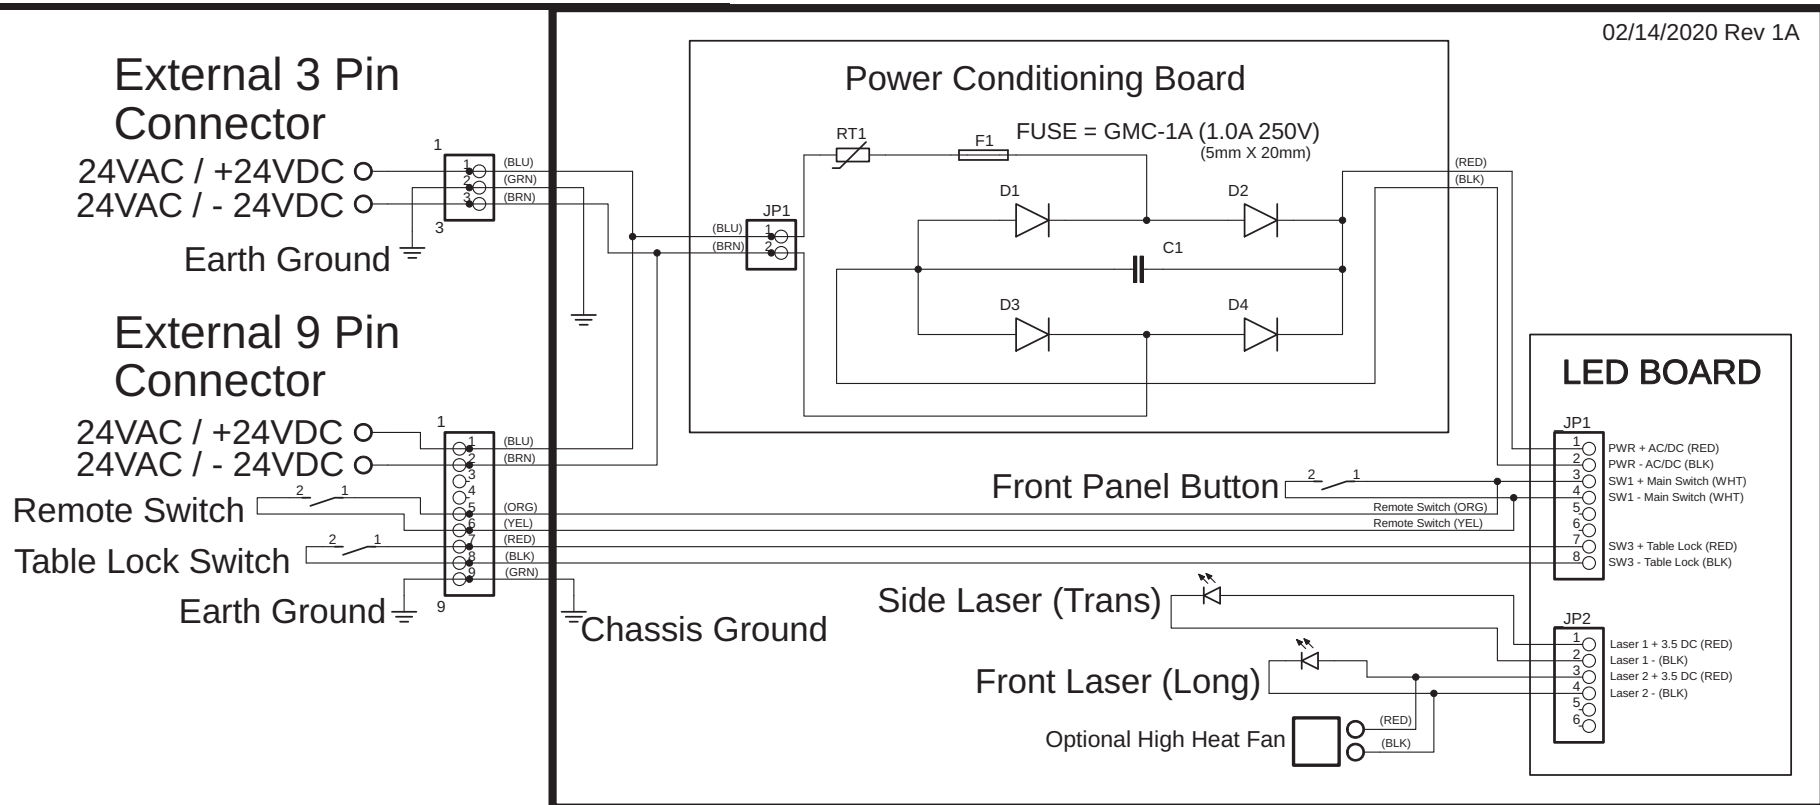 02/14/2020 Rev 1A
External 3 Pin
Connector
24VAC / +24VDC
24VAC / - 24VDC
Earth Ground
1
1
2
3
3
(BLU)
(GRN)
(BRN)
External 9 Pin
Connector
24VAC / +24VDC
24VAC / - 24VDC
Remote Switch
2 1
Table Lock Switch
2 1
Earth Ground
1
1
2
3
4
5
6
7
8
9
9
(BLU)
(BRN)
(ORG)
(YEL)
(RED)
(BLK)
(GRN)
Chassis Ground
Power Conditioning Board
RT1
F1
FUSE = GMC-1A (1.0A 250V)
(5mm X 20mm)
D1
D2
C1
D3
D4
(BLU)
(BRN)
JP1
1
2
(RED)
(BLK)
Front Panel Button
2 1
Remote Switch (ORG)
Remote Switch (YEL)
Side Laser (Trans)
Front Laser (Long)
Optional High Heat Fan
(RED)
(BLK)
LED BOARD
JP1
1 PWR + AC/DC (RED)
2 PWR - AC/DC (BLK)
3 SW1 + Main Switch (WHT)
4 SW1 - Main Switch (WHT)
5
6
7 SW3 + Table Lock (RED)
8 SW3 - Table Lock (BLK)
JP2
1 Laser 1 + 3.5 DC (RED)
2 Laser 1 - (BLK)
3 Laser 2 + 3.5 DC (RED)
4 Laser 2 - (BLK)
5
6